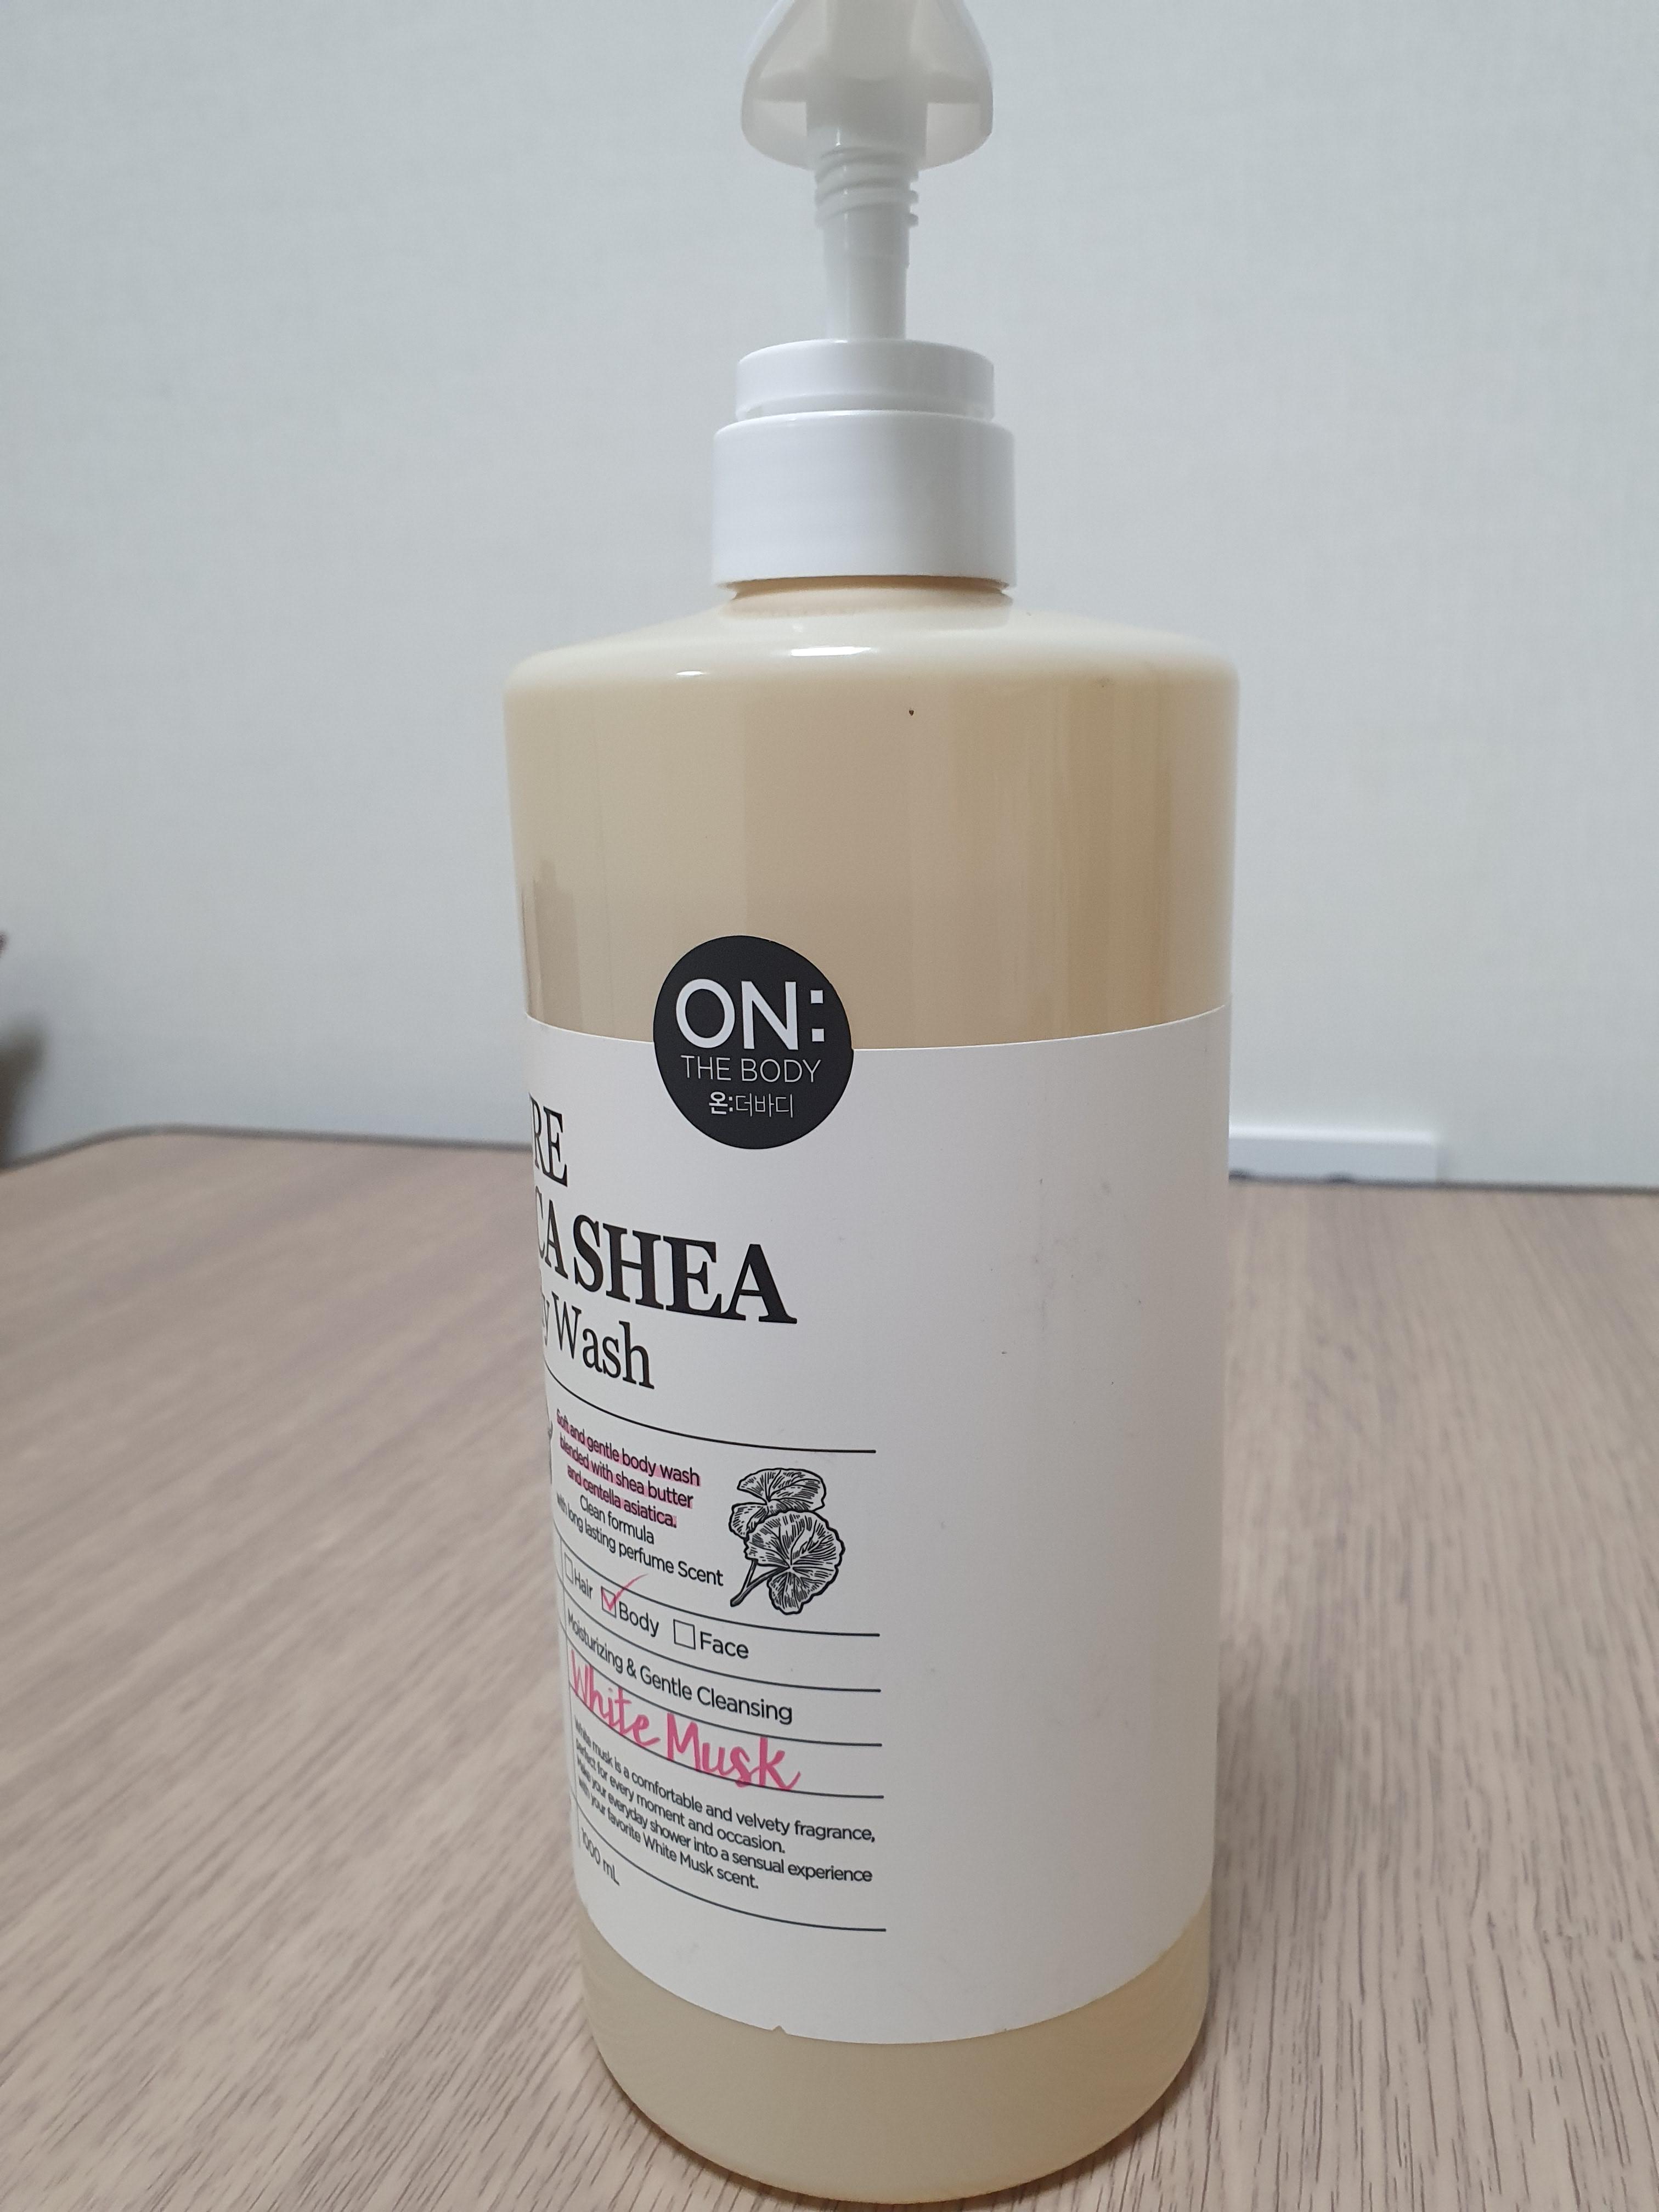 ON:
THE BODY
온:더바디
SHEA
Wash
Soft and gentle body wash
blended with shea butter
and centella asiatica.
Clean formula
with long lasting perfume Scent
Hair Body Face
Moisturizing & Gentle Cleansing
White Musk
White musk is a comfortable and velvety fragrance,
perfect for every moment and occasion.
Make your everyday shower into a sensual experience
with your favorite White Musk scent.
1000 mL